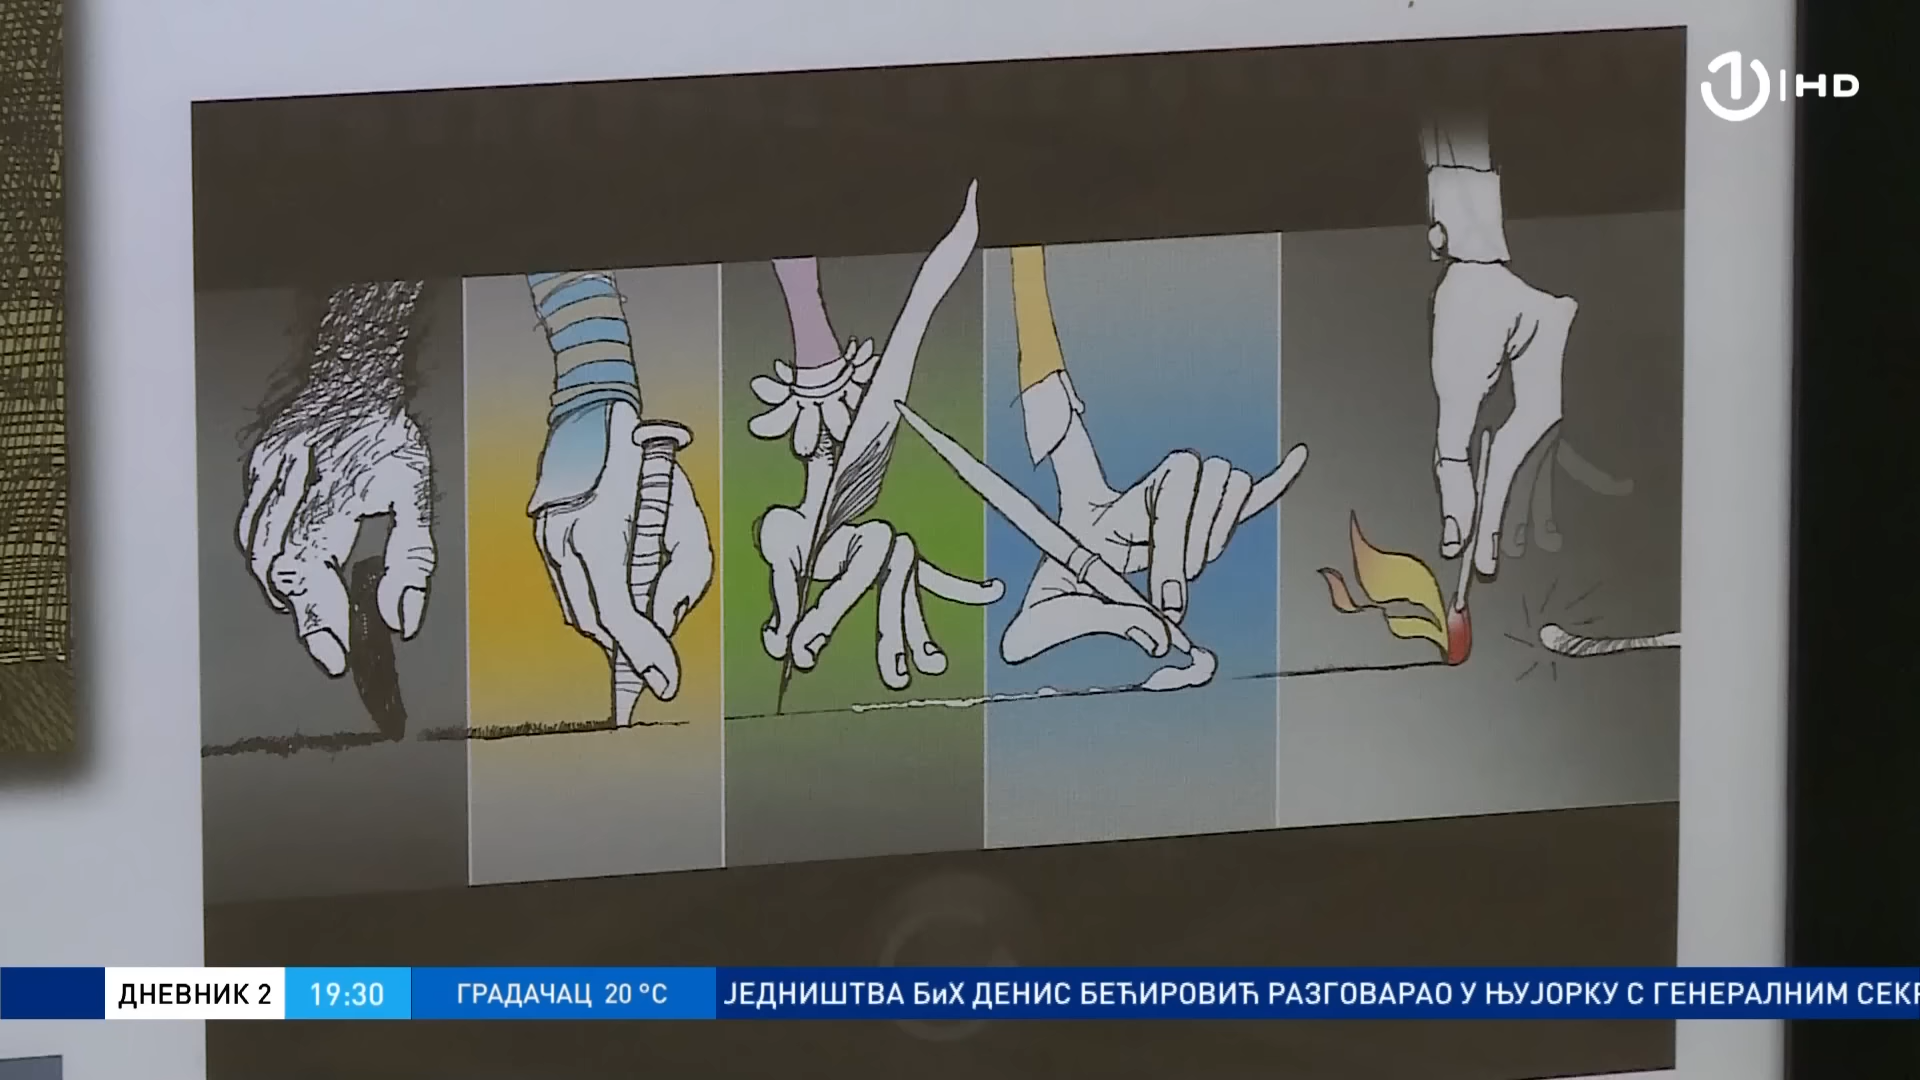 1 HD
ДНЕВНИК 2 19:30 ГРАДАЧАЦ 20 °C ЈЕДНИШТВА БиХ ДЕНИС БЕЋИРОВИЋ РАЗГОВАРАО У ЊУЈОРКУ С ГЕНЕРАЛНИМ